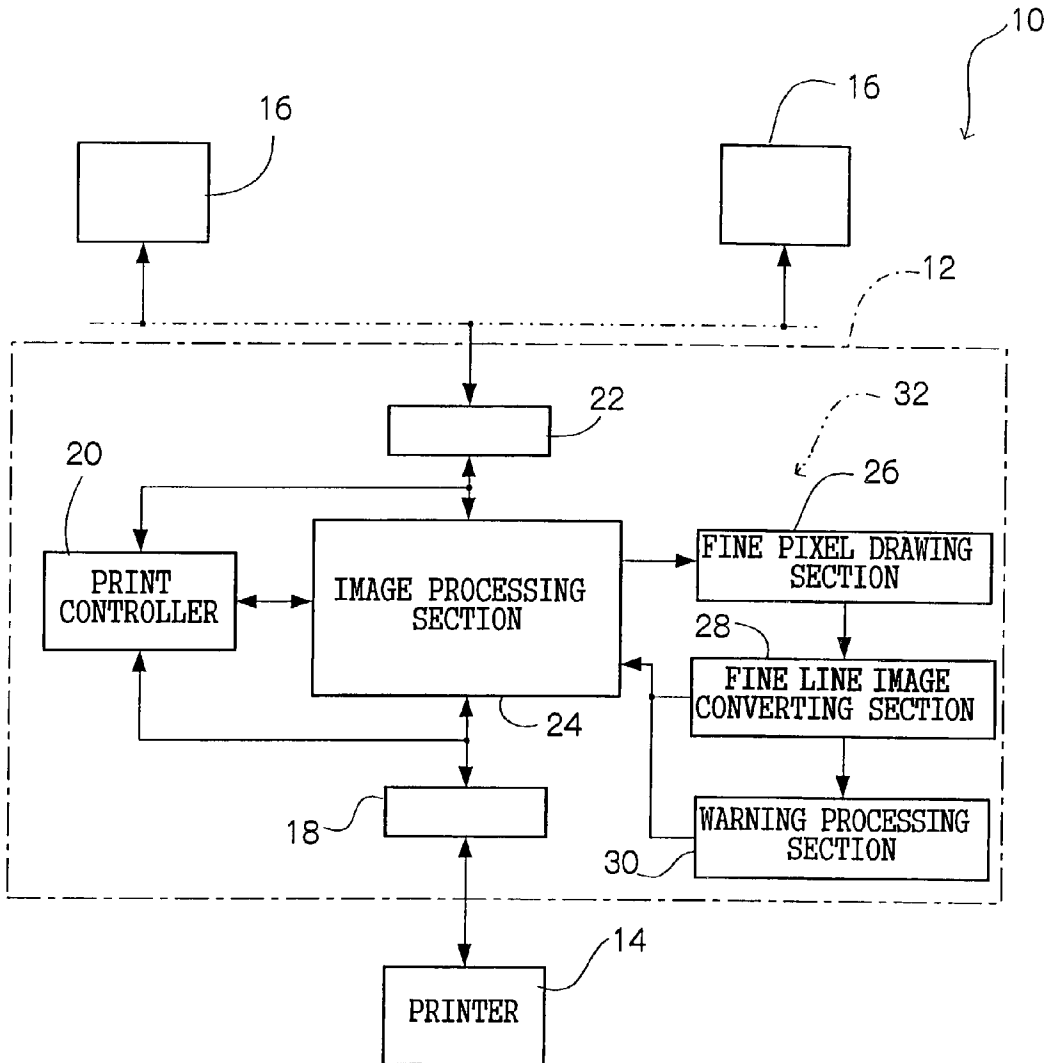 10
16
16
12
22
32
20
26
PRINT
CONTROLLER
IMAGE PROCESSING
SECTION
FINE PIXEL DRAWING
SECTION
28
FINE LINE IMAGE
CONVERTING SECTION
24
18
WARNING PROCESSING
SECTION
30
14
PRINTER